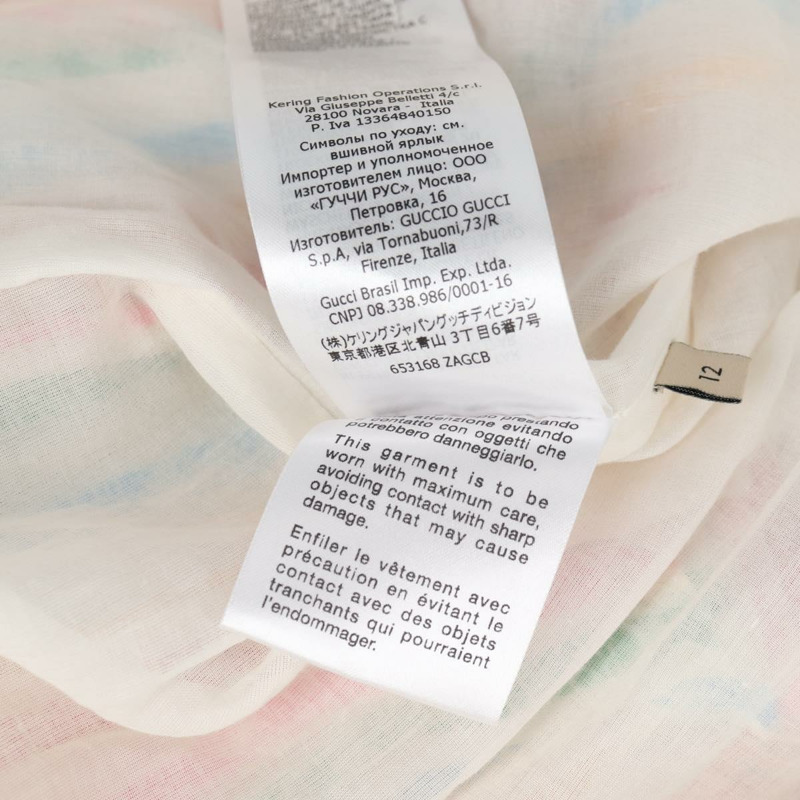 Kering Fashion Operations S.r.l.
Via Giuseppe Belletti 4/c
28100 Novara - Italia
P. Iva 13364840150
Символы по уходу: см.
вшивной ярлык
Импортер и уполномоченное
изготовителем лицо: ООО
«ГУЧЧИ РУС», Москва,
Петровка, 16
Изготовитель: GUCCIO GUCCI
S.p.A, via Tornabuoni,73/R
Firenze, Italia
Gucci Brasil Imp. Exp. Ltda.
CNPJ 08.338.986/0001-16
(株)ケリングジャパングッチディビジョン
東京都港区北青山 3丁目6番7号
653168 ZAGCB
12
prestando
attenzione evitando
contatto con oggetti che
potrebbero danneggiarlo.
This garment is to be
worn with maximum care,
avoiding contact with sharp
objects that may cause
damage.
Enfiler le vêtement avec
précaution en évitant le
contact avec des objets
tranchants qui pourraient
l'endommager.